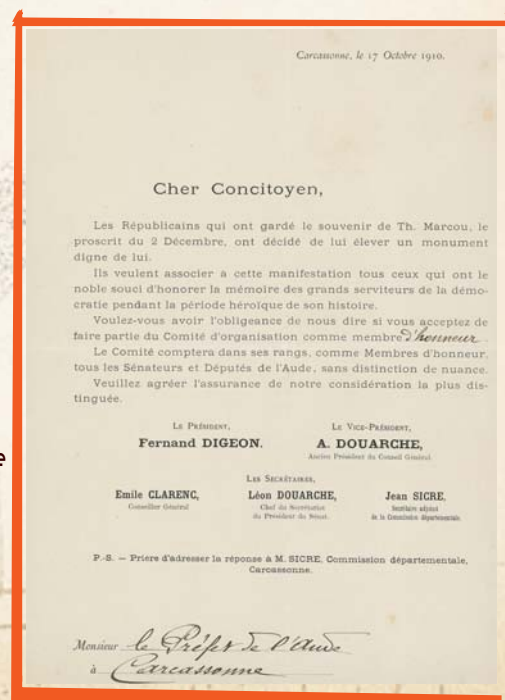 Carcassonne, le 17 Octobre 1910.
Cher Concitoyen,
Les Républicains qui ont gardé le souvenir de Th. Marcou, le
proscrit du 2 Décembre, ont décidé de lui élever un monument
digne de lui.
Ils veulent associer a cette manifestation tous ceux qui ont le
noble souci d'honorer la mémoire des grands serviteurs de la démo-
cratie pendant la période héroïque de son histoire.
Voulez-vous avoir l'obligeance de nous dire si vous acceptez de
faire partie du Comité d'organisation comme membre d'honneur.
Le Comité comptera dans ses rangs, comme Membres d'honneur,
tous les Sénateurs et Députés de l'Aude, sans distinction de nuance.
Veuillez agréer l'assurance de notre considération la plus dis-
tinguée.
Le Président,
Fernand DIGEON.
Le Vice-Président,
A. DOUARCHE,
Ancien Président du Conseil Général
Les Secrétaires,
Emile CLARENC,
Conseiller Général
Léon DOUARCHE,
Chef du Secrétariat
du Président du Sénat.
Jean SICRE,
Secrétaire adjoint
de la Commission départementale
P.-S. — Prière d'adresser la réponse à M. SICRE, Commission départementale,
Carcassonne.
Monsieur le Préfet de l'Aude
à Carcassonne
e